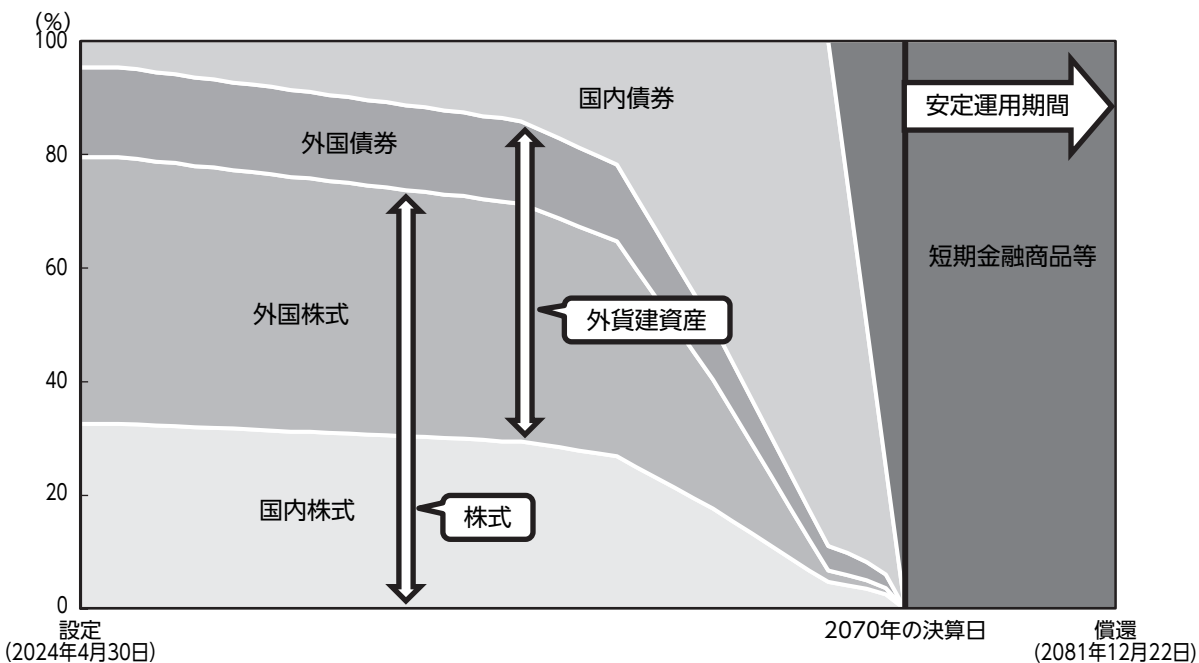 (%)
100
80
60
40
20
0
国内債券
外国債券
外国株式
国内株式
外貨建資産
株式
安定運用期間
短期金融商品等
設定
(2024年4月30日)
2070年の決算日
償還
(2081年12月22日)